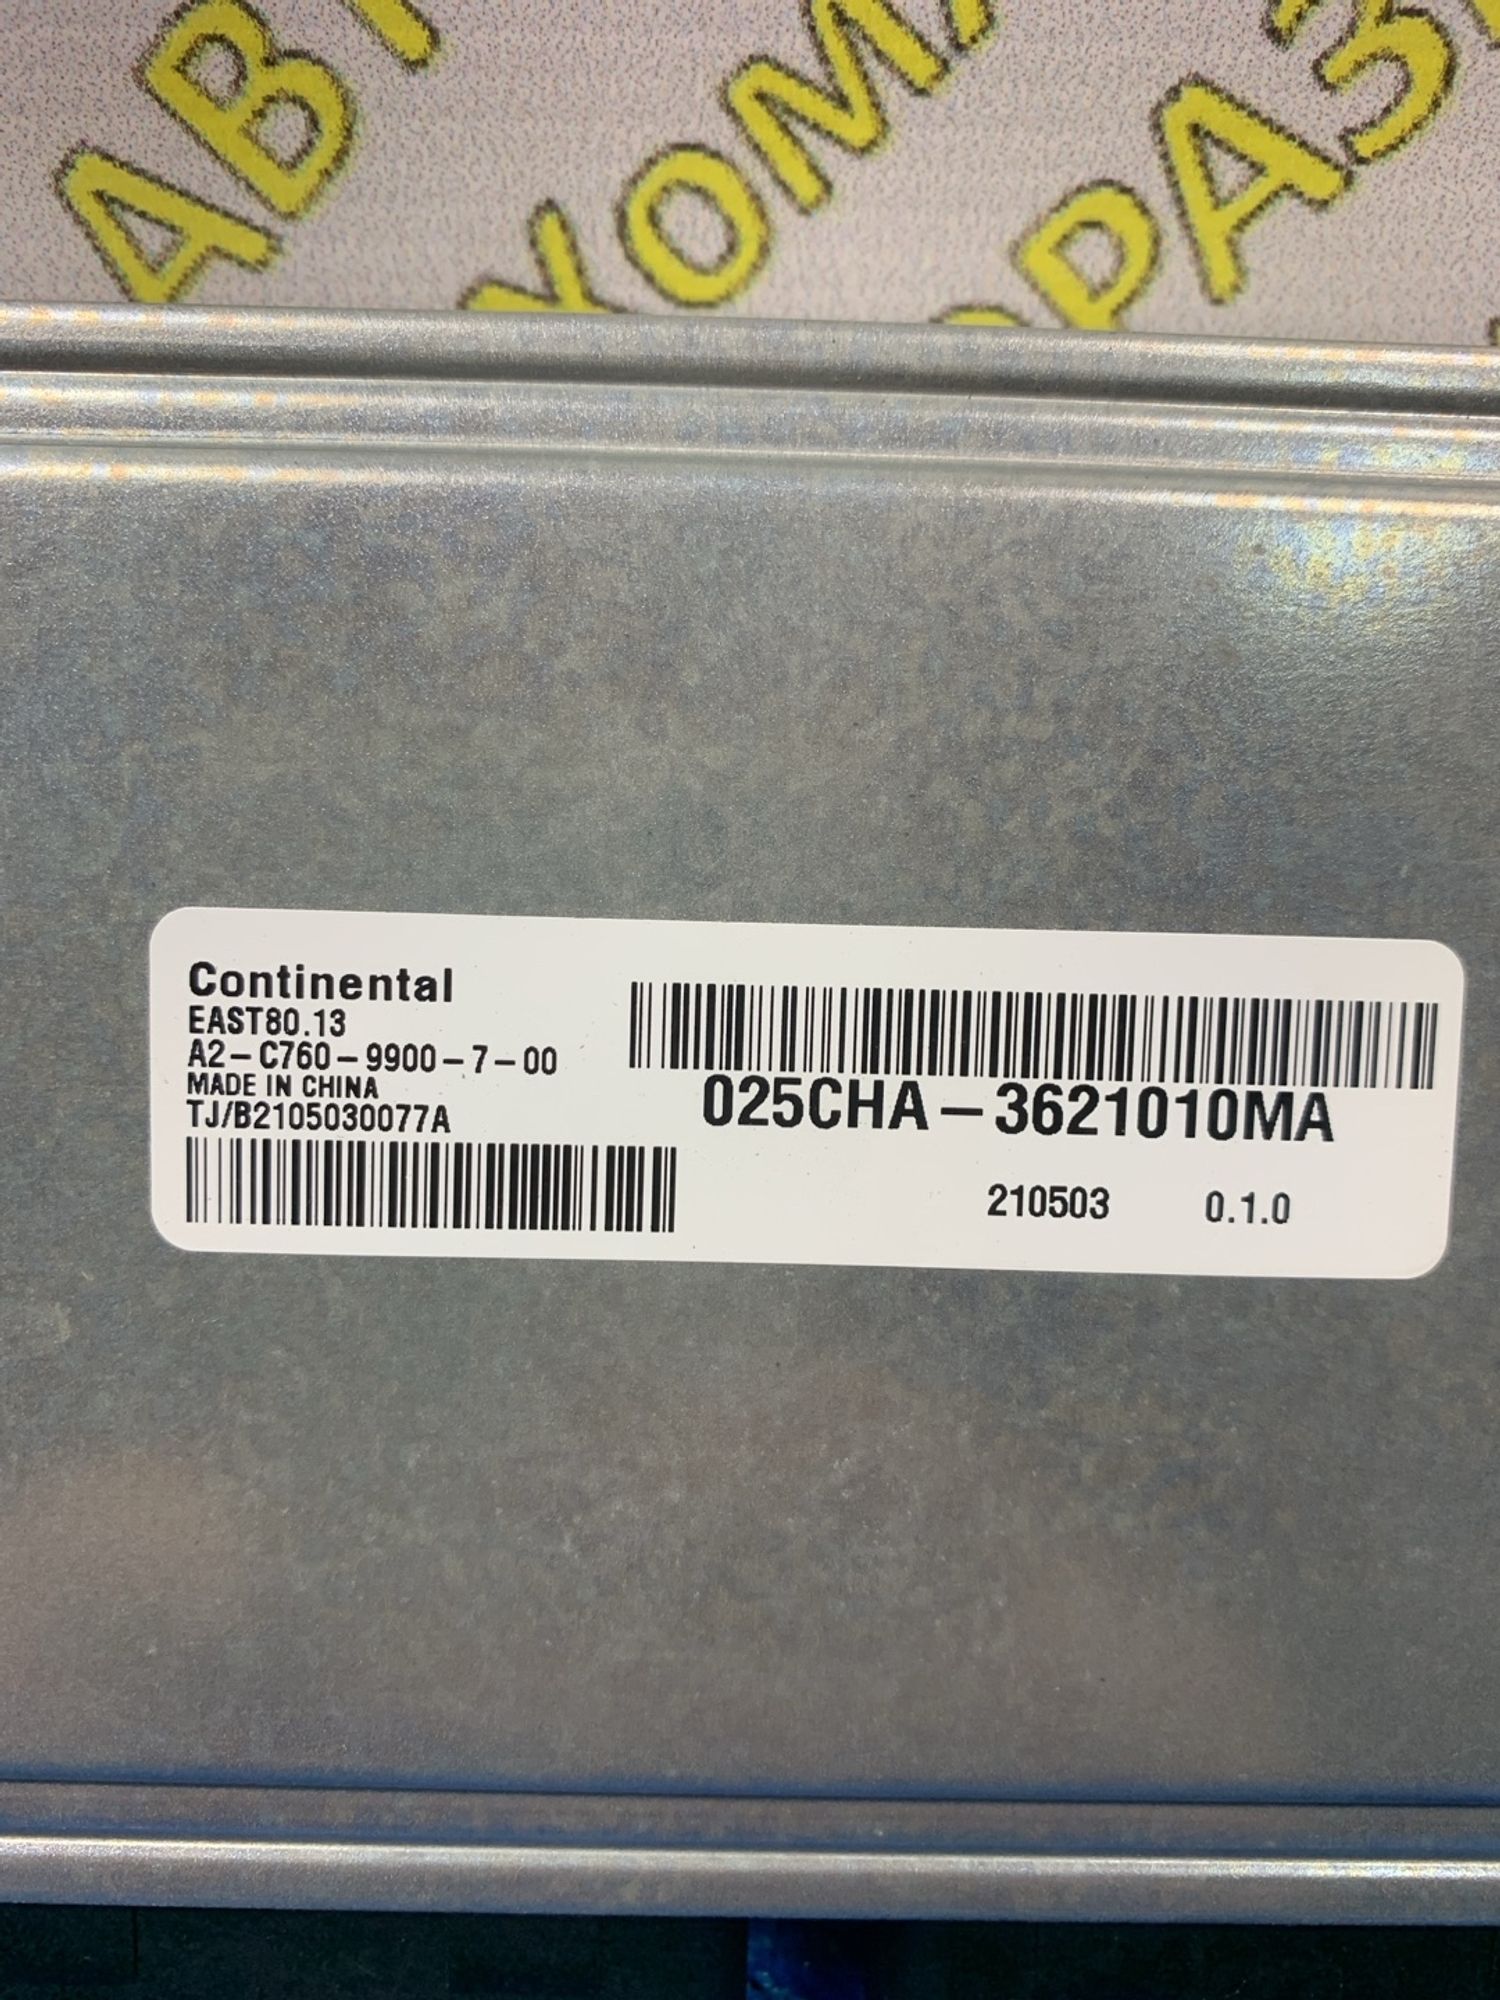 Continental
EAST80.13
A2-C760-9900-7-00
MADE IN CHINA
TJ/B2105030077A
025CHA-3621010MA
210503 0.1.0